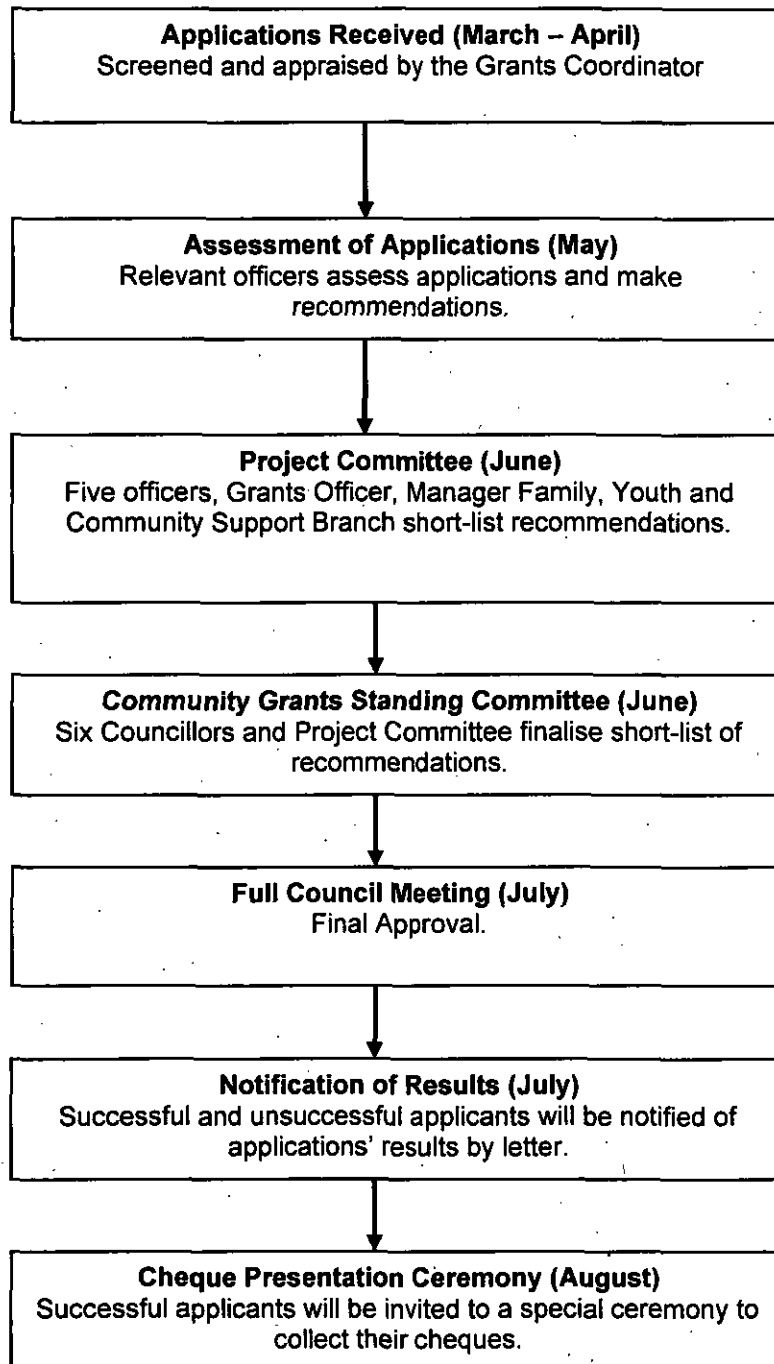 Applications Received (March – April)
Screened and appraised by the Grants Coordinator
Assessment of Applications (May)
Relevant officers assess applications and make
recommendations.
Project Committee (June)
Five officers, Grants Officer, Manager Family, Youth and
Community Support Branch short-list recommendations.
Community Grants Standing Committee (June)
Six Councillors and Project Committee finalise short-list of
recommendations.
Full Council Meeting (July)
Final Approval.
Notification of Results (July)
Successful and unsuccessful applicants will be notified of
applications' results by letter.
Cheque Presentation Ceremony (August)
Successful applicants will be invited to a special ceremony to
collect their cheques.